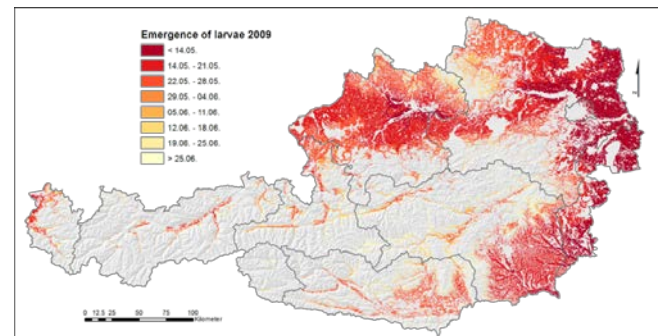 Emergence of larvae 2009
< 14.05.
14.05. - 21.05.
22.05. - 28.05.
29.05. - 04.06.
05.06. - 11.06.
12.06. - 18.06.
19.06. - 25.06.
> 25.06.
0 12,5 25 50 75 100
Kilometer